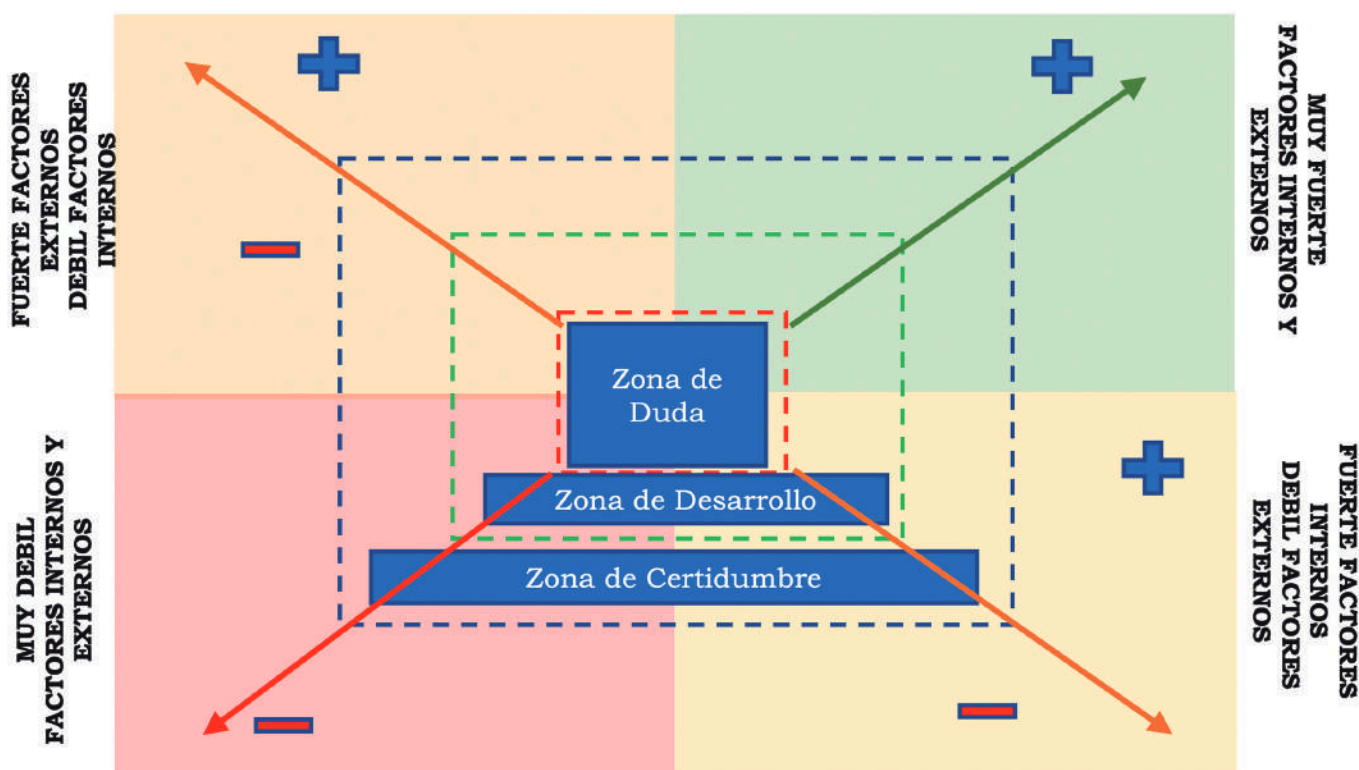 FUERTE FACTORES
EXTERNOS
DEBIL FACTORES
INTERNOS
MUY FUERTE
FACTORES INTERNOS Y
EXTERNOS
Zona de
Duda
Zona de Desarrollo
Zona de Certidumbre
MUY DEBIL
FACTORES INTERNOS Y
EXTERNOS
FUERTE FACTORES
INTERNOS
DEBIL FACTORES
EXTERNOS